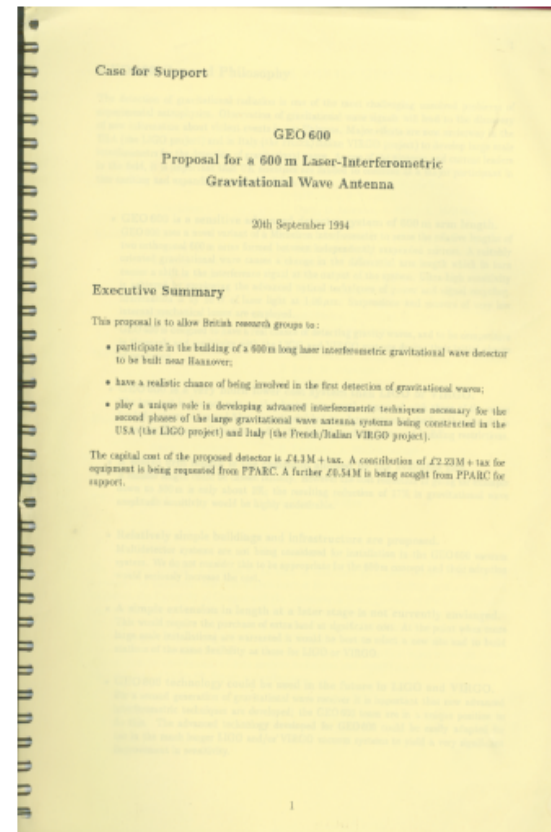 Case for Support
GEO 600
Proposal for a 600 m Laser-Interferometric
Gravitational Wave Antenna
20th September 1994
Executive Summary
This proposal is to allow British research groups to:
• participate in the building of a 600m long laser interferometric gravitational wave detector
to be built near Hannover;
• have a realistic chance of being involved in the first detection of gravitational waves;
• play a unique role in developing advanced interferometric techniques necessary for the
second phases of the large gravitational wave antenna systems being constructed in the
USA (the LIGO project) and Italy (the French/Italian VIRGO project).
The capital cost of the proposed detector is £4.3M + tax. A contribution of £2.23M + tax for
equipment is being requested from PPARC. A further £0.54M is being sought from PPARC for
support.
1